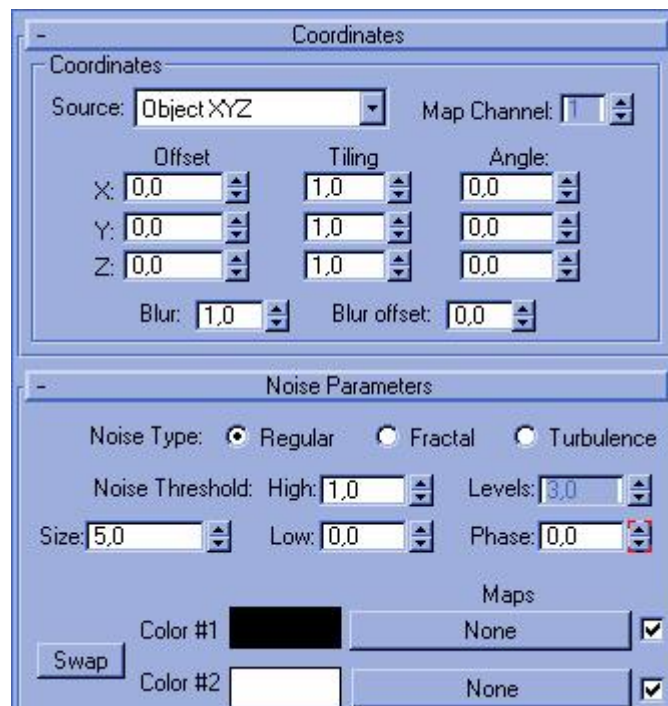 - Coordinates
Coordinates
Source: Object XYZ Map Channel: 1
Offset Tiling Angle:
X: 0,0 1,0 0,0
Y: 0,0 1,0 0,0
Z: 0,0 1,0 0,0
Blur: 1,0 Blur offset: 0,0
- Noise Parameters
Noise Type: Regular Fractal Turbulence
Noise Threshold: High: 1,0 Levels: 3,0
Size: 5,0 Low: 0,0 Phase: 0,0
Maps
Color #1 None
Swap
Color #2 None